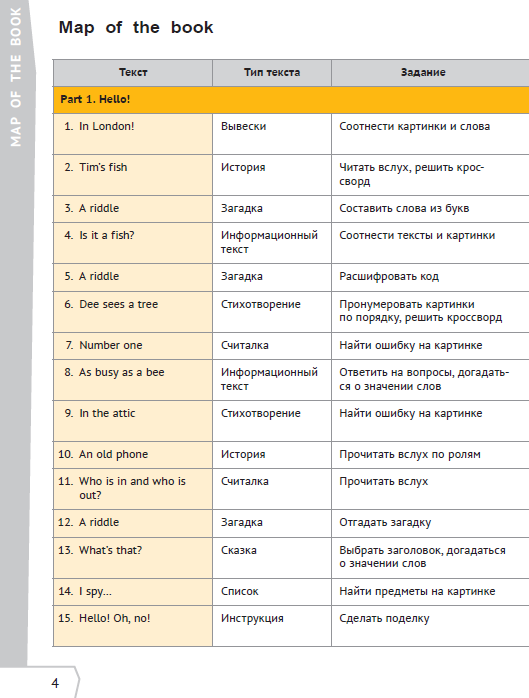 MAP OF THE BOOK
Map of the book
Текст Тип текста Задание
Part 1. Hello!
1. In London! Вывески Соотнести картинки и слова
2. Tim's fish История Читать вслух, решить крос-
сворд
3. A riddle Загадка Составить слова из букв
4. Is it a fish? Информационный Соотнести тексты и картинки
текст
5. A riddle Загадка Расшифровать код
6. Dee sees a tree Стихотворение Пронумеровать картинки
по порядку, решить кроссворд
7. Number one Считалка Найти ошибку на картинке
8. As busy as a bee Информационный Ответить на вопросы, догадать-
текст ся о значении слов
9. In the attic Стихотворение Найти ошибку на картинке
10. An old phone История Прочитать вслух по ролям
11. Who is in and who is Считалка Прочитать вслух
out?
12. A riddle Загадка Отгадать загадку
13. What's that? Сказка Выбрать заголовок, догадаться
о значении слов
14. I spy... Список Найти предметы на картинке
15. Hello! Oh, no! Инструкция Сделать поделку
4